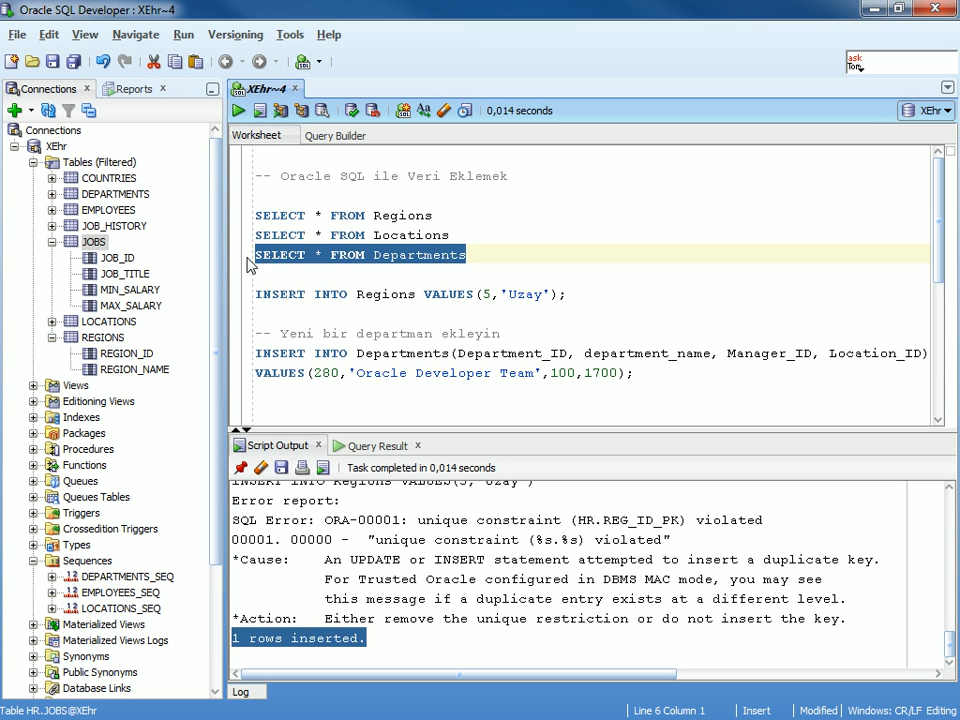 Oracle SQL Developer : XEhr~4
File Edit View Navigate Run Versioning Tools Help
ask
Tom
Connections
Reports
XEhr~4
0,014 seconds
XEhr
Worksheet
Query Builder
Connections
XEhr
Tables (Filtered)
COUNTRIES
DEPARTMENTS
EMPLOYEES
JOB_HISTORY
JOBS
JOB_ID
JOB_TITLE
MIN_SALARY
MAX_SALARY
LOCATIONS
REGIONS
REGION_ID
REGION_NAME
Views
Editioning Views
Indexes
Packages
Procedures
Functions
Queues
Queues Tables
Triggers
Crossedition Triggers
Types
Sequences
DEPARTMENTS_SEQ
EMPLOYEES_SEQ
LOCATIONS_SEQ
Materialized Views
Materialized Views Logs
Synonyms
Public Synonyms
Database Links
-- Oracle SQL ile Veri Eklemek
SELECT * FROM Regions
SELECT * FROM Locations
SELECT * FROM Departments
INSERT INTO Regions VALUES(5,'Uzay');
-- Yeni bir departman ekleyin
INSERT INTO Departments(Department_ID, department_name, Manager_ID, Location_ID)
VALUES(280,'Oracle Developer Team',100,1700);
Script Output
Query Result
Task completed in 0,014 seconds
INSERT INTO Regions VALUES(5,'Uzay')
Error report:
SQL Error: ORA-00001: unique constraint (HR.REG_ID_PK) violated
00001. 00000 - "unique constraint (%s.%s) violated"
*Cause: An UPDATE or INSERT statement attempted to insert a duplicate key.
For Trusted Oracle configured in DBMS MAC mode, you may see
this message if a duplicate entry exists at a different level.
*Action: Either remove the unique restriction or do not insert the key.
1 rows inserted.
Log
Table HR.JOBS@XEhr
Line 6 Column 1
Insert
Modified
Windows: CR/LF
Editing